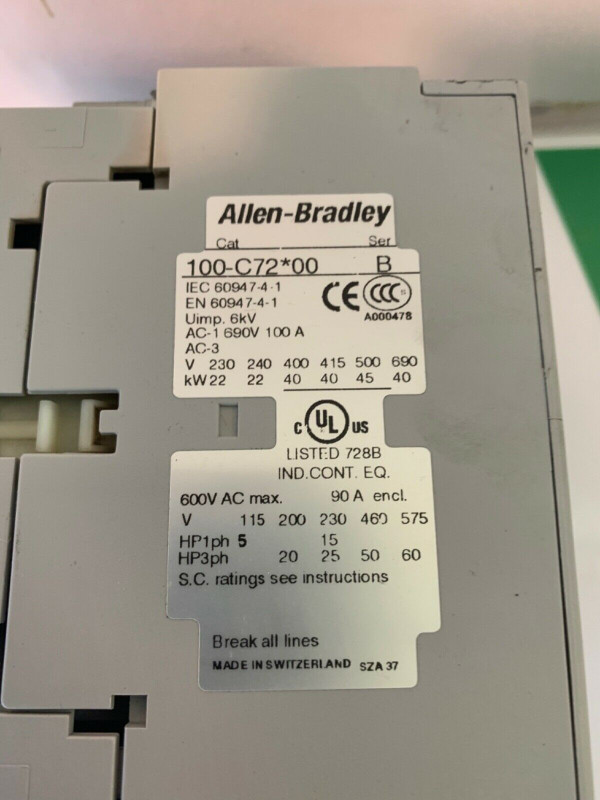 Allen-Bradley
Cat Ser
100-C72*00 B
IEC 60947-4-1
EN 60947-4-1
Uimp. 6kV
CE CCC S
A000478
AC-1 690V 100 A
AC-3
V 230 240 400 415 500 690
kW 22 22 40 40 45 40
c UL US
LISTED 728B
IND.CONT. EQ.
600V AC max. 90 A encl.
V 115 200 230 460 575
HP1ph 5 15
HP3ph 20 25 50 60
S.C. ratings see instructions
Break all lines
MADE IN SWITZERLAND SZA 37